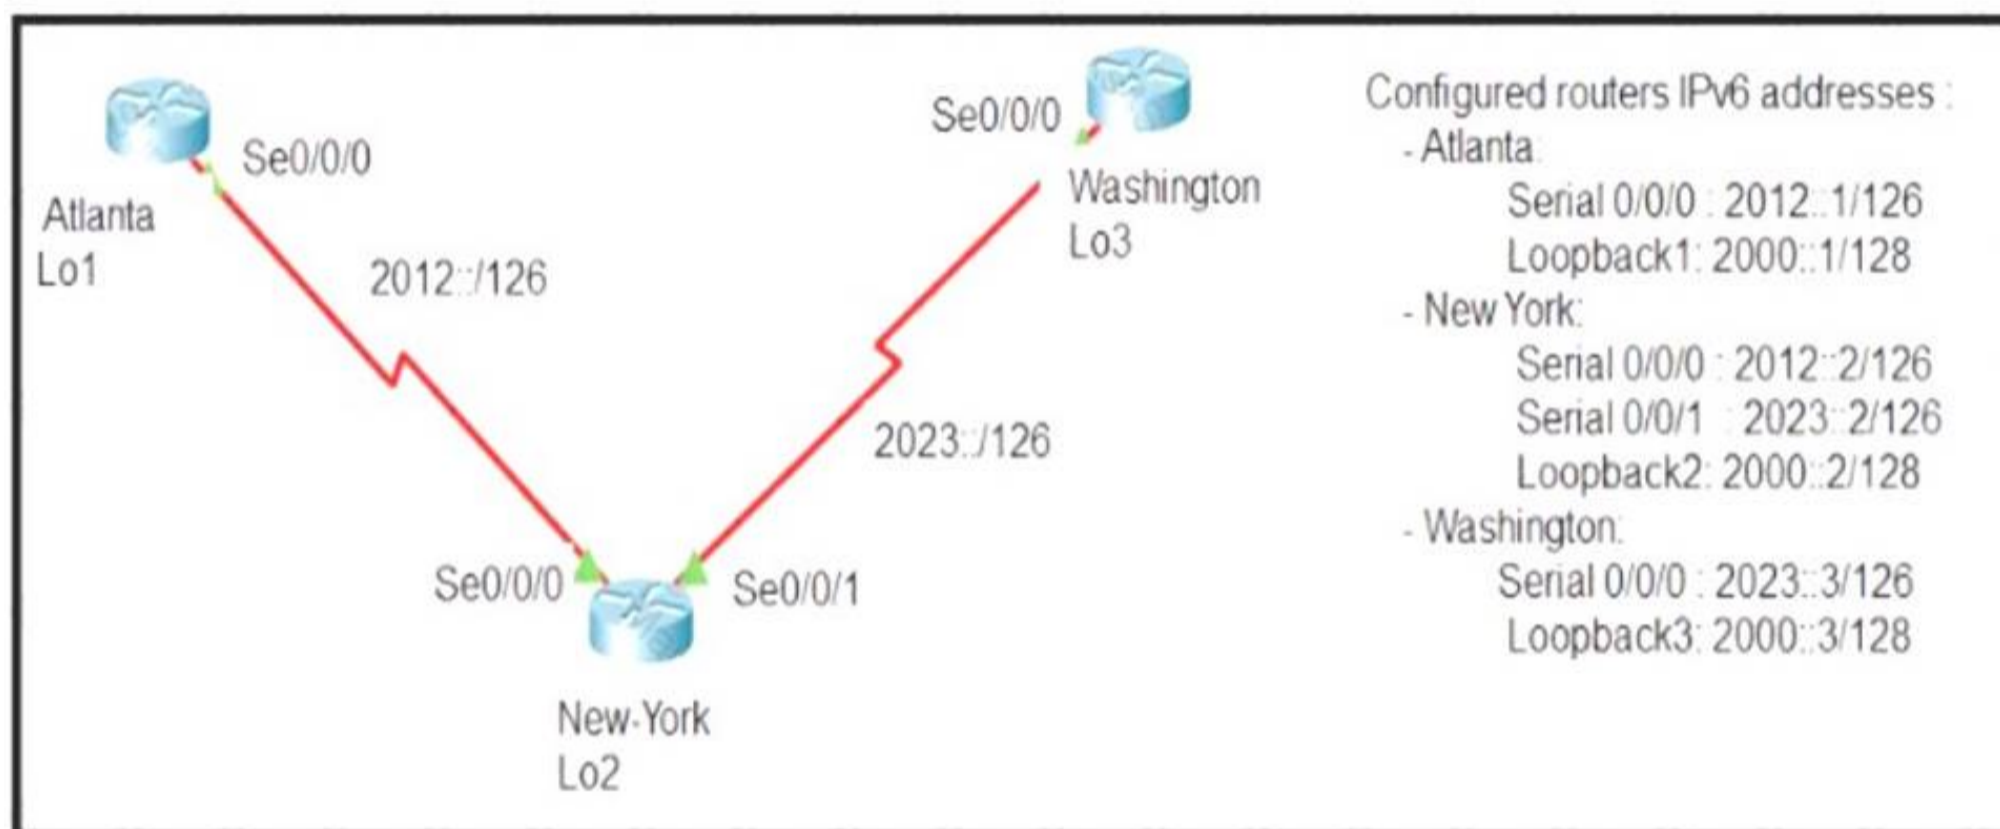 Se0/0/0
Atlanta
Lo1
2012::/126
Se0/0/0
Washington
Lo3
2023::/126
Se0/0/0
Se0/0/1
New-York
Lo2
Configured routers IPv6 addresses :
- Atlanta:
Serial 0/0/0 : 2012::1/126
Loopback1: 2000::1/128
- New York:
Serial 0/0/0 : 2012::2/126
Serial 0/0/1 : 2023::2/126
Loopback2: 2000::2/128
- Washington:
Serial 0/0/0 : 2023::3/126
Loopback3: 2000::3/128